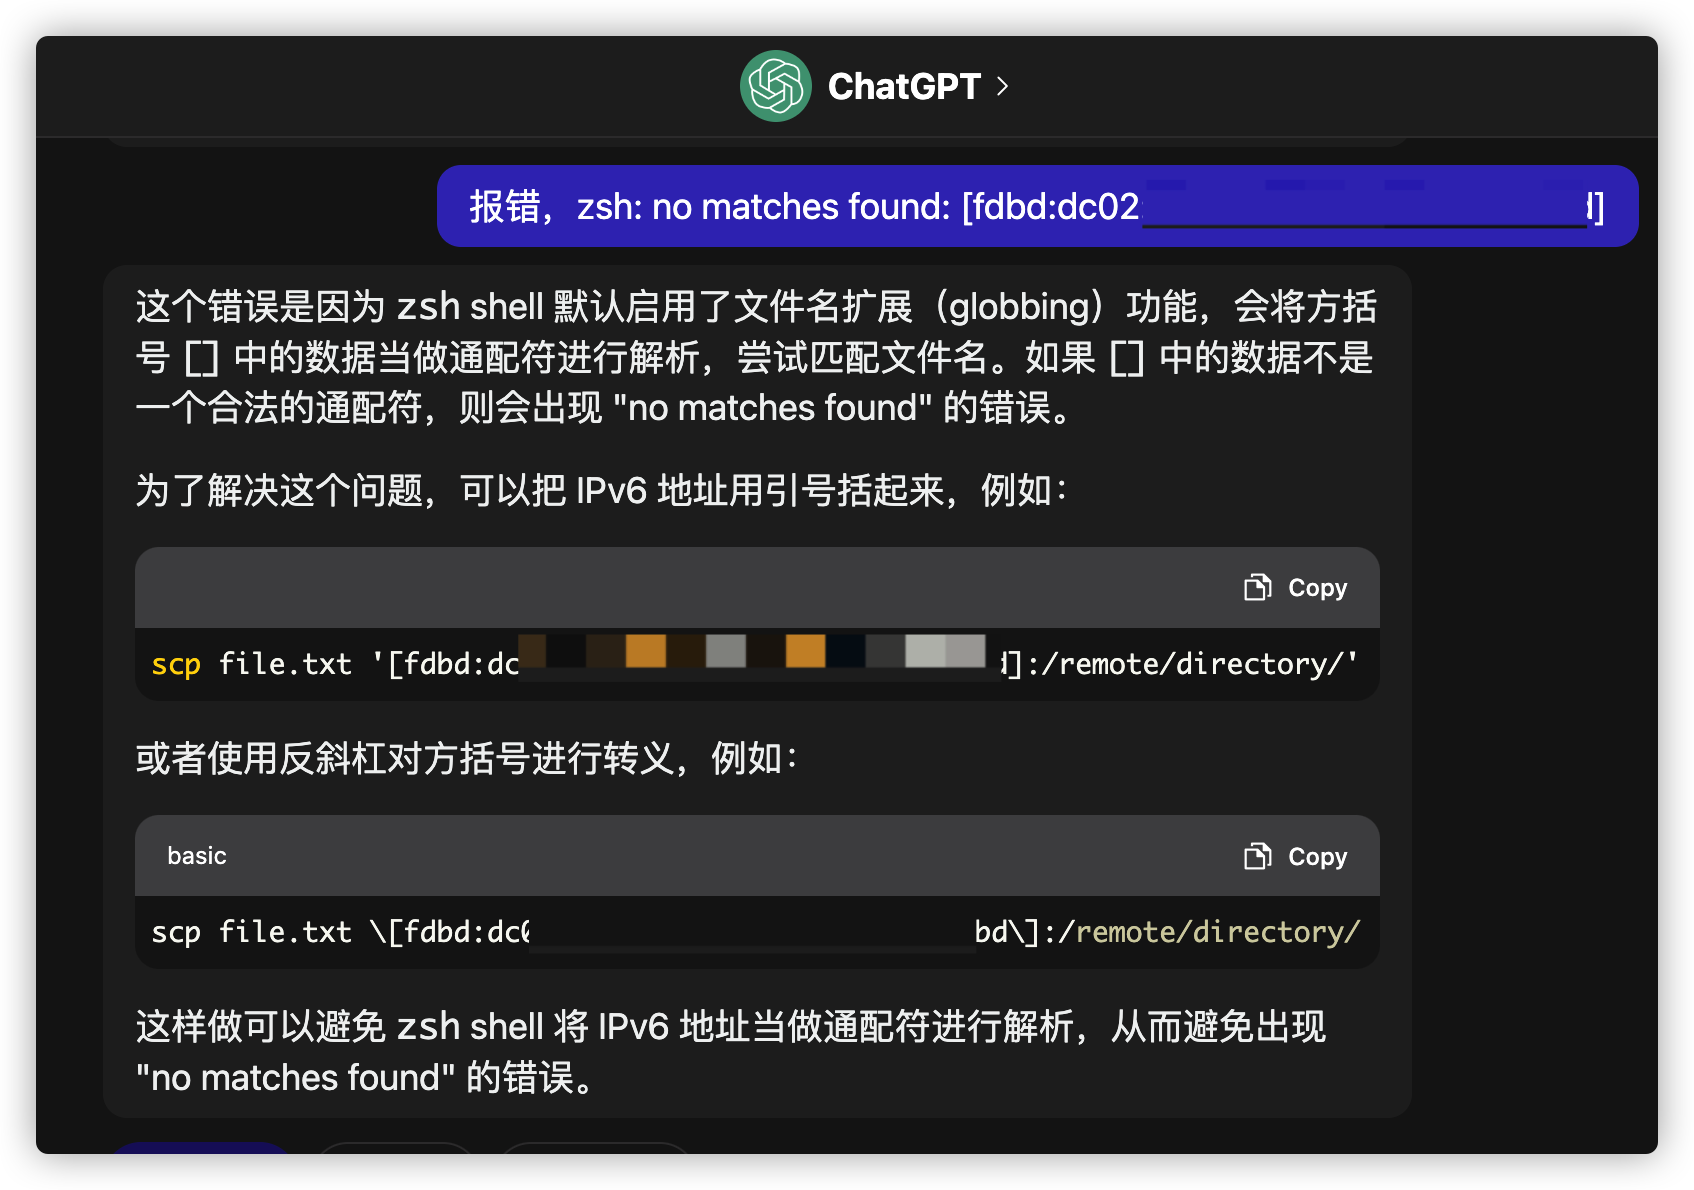 ChatGPT
报错，zsh: no matches found: [fdbd:dc02: d]
这个错误是因为 zsh shell 默认启用了文件名扩展（globbing）功能，会将方括
号 [] 中的数据当做通配符进行解析，尝试匹配文件名。如果 [] 中的数据不是
一个合法的通配符，则会出现 "no matches found" 的错误。
为了解决这个问题，可以把 IPv6 地址用引号括起来，例如：
Copy
scp file.txt '[fdbd:dc d]:/remote/directory/'
或者使用反斜杠对方括号进行转义，例如：
basic Copy
scp file.txt \[fdbd:dc0 bd\]:/remote/directory/
这样做可以避免 zsh shell 将 IPv6 地址当做通配符进行解析，从而避免出现
"no matches found" 的错误。